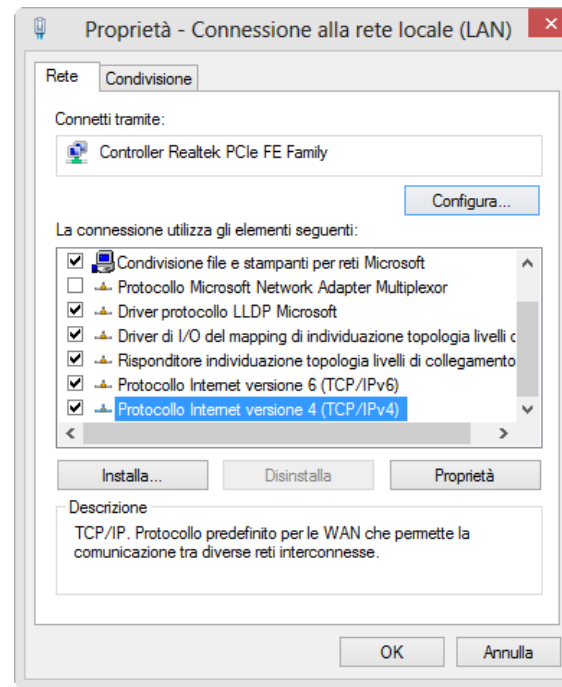 Proprietà - Connessione alla rete locale (LAN)
Rete
Condivisione
Connetti tramite:
Controller Realtek PCIe FE Family
Configura...
La connessione utilizza gli elementi seguenti:
Condivisione file e stampanti per reti Microsoft
Protocollo Microsoft Network Adapter Multiplexor
Driver protocollo LLDP Microsoft
Driver di I/O del mapping di individuazione topologia livelli c
Risponditore individuazione topologia livelli di collegamento
Protocollo Internet versione 6 (TCP/IPv6)
Protocollo Internet versione 4 (TCP/IPv4)
Installa...
Disinstalla
Proprietà
Descrizione
TCP/IP. Protocollo predefinito per le WAN che permette la
comunicazione tra diverse reti interconnesse.
OK
Annulla